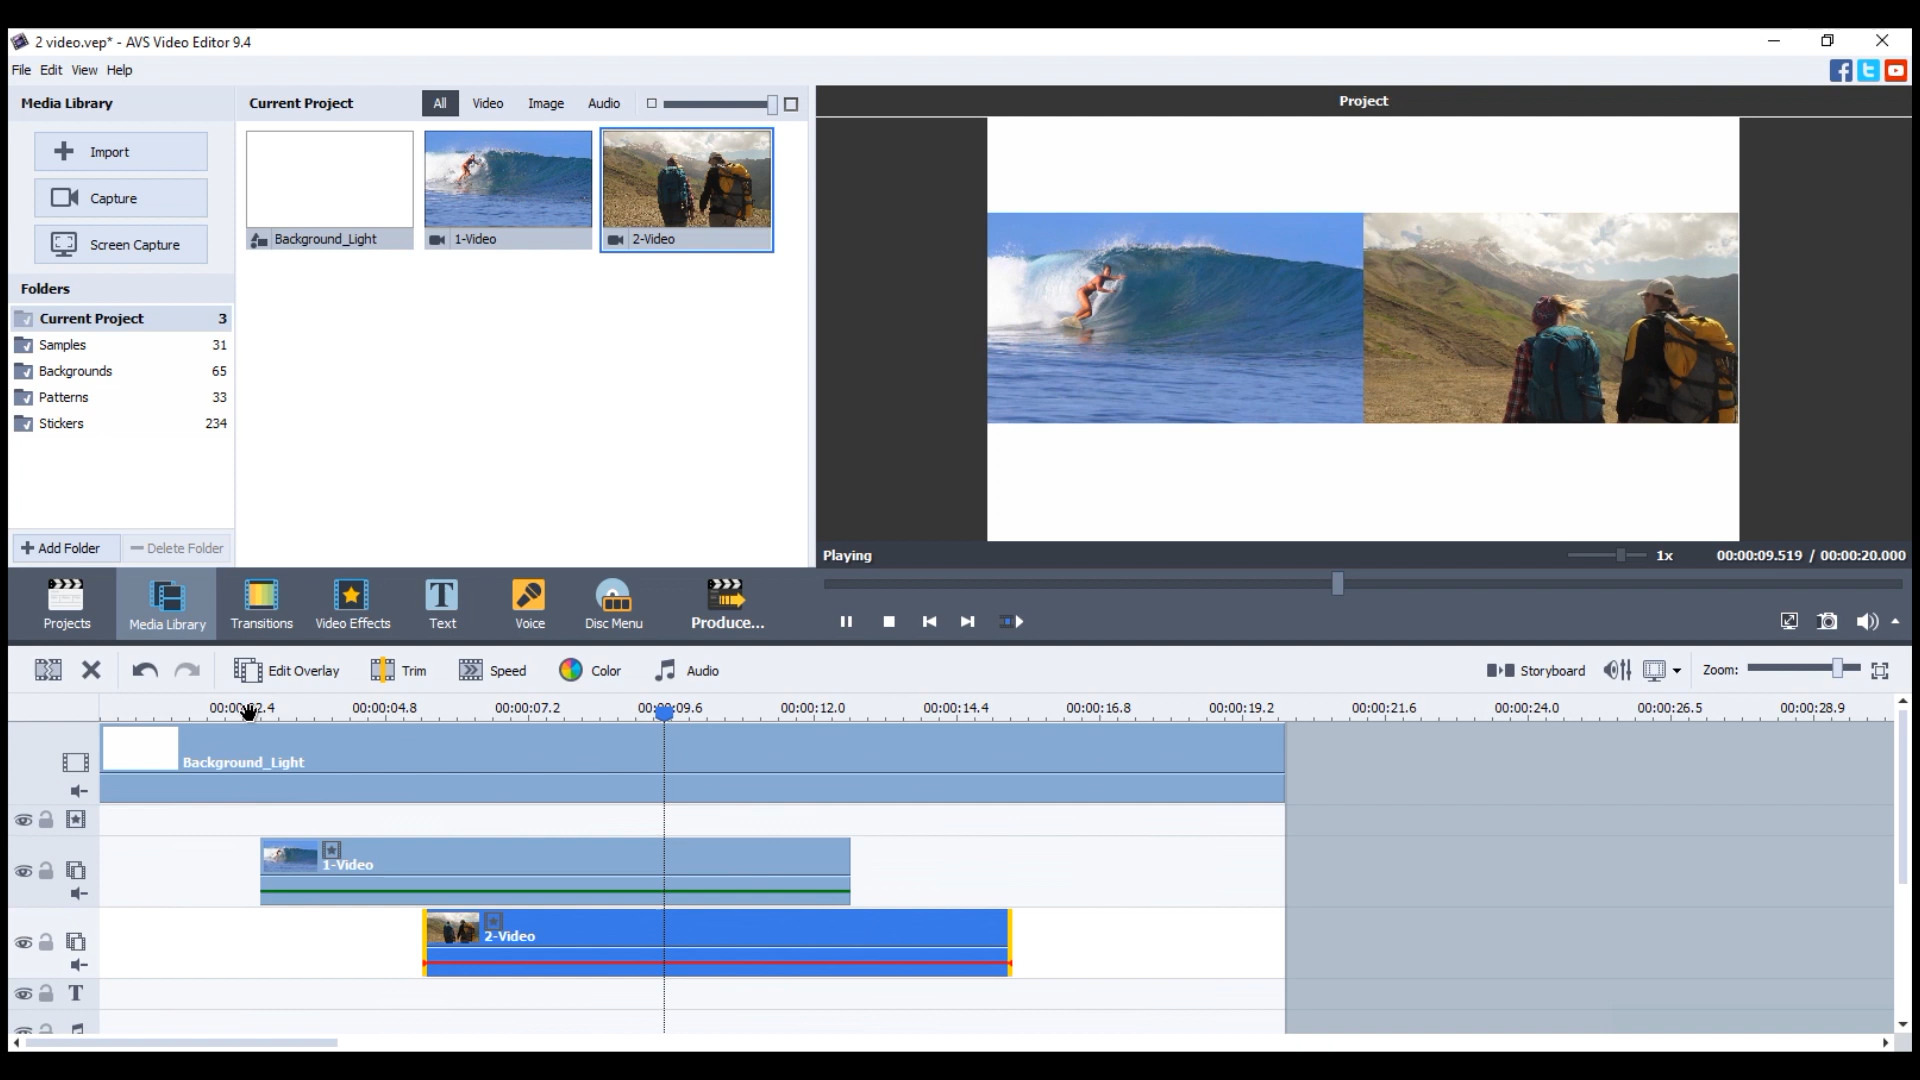 2 video.vep* - AVS Video Editor 9.4
File Edit View Help
Media Library
Current Project
All Video Image Audio
Project
Import
Capture
Screen Capture
Background_Light
1-Video
2-Video
Folders
Current Project 3
Samples 31
Backgrounds 65
Patterns 33
Stickers 234
Add Folder
Delete Folder
Playing
1x
00:00:09.519 / 00:00:20.000
Projects
Media Library
Transitions
Video Effects
Text
Voice
Disc Menu
Produce...
Edit Overlay
Trim
Speed
Color
Audio
Storyboard
Zoom:
00:00:04.8 00:00:07.2 00:00:09.6 00:00:12.0 00:00:14.4 00:00:16.8 00:00:19.2 00:00:21.6 00:00:24.0 00:00:26.5 00:00:28.9
Background_Light
1-Video
2-Video